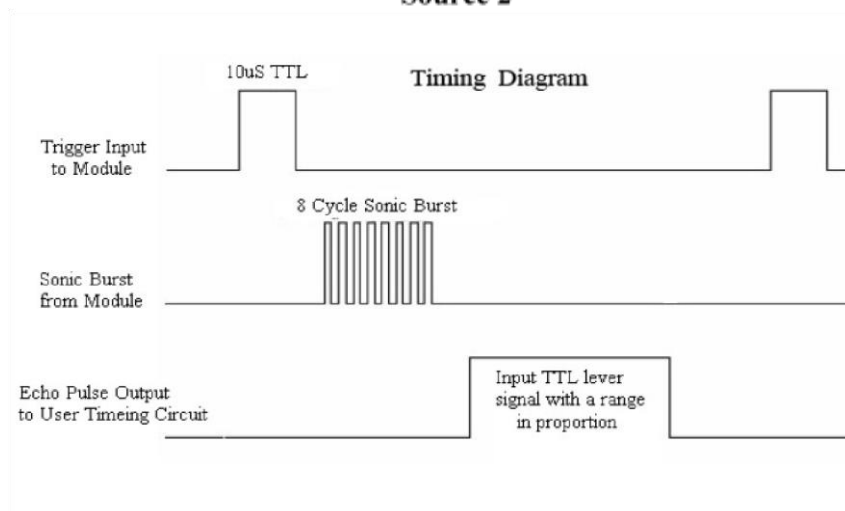 Source 2
10uS TTL
Timing Diagram
Trigger Input
to Module
8 Cycle Sonic Burst
Sonic Burst
from Module
Echo Pulse Output
to User Timeing Circuit
Input TTL lever
signal with a range
in proportion